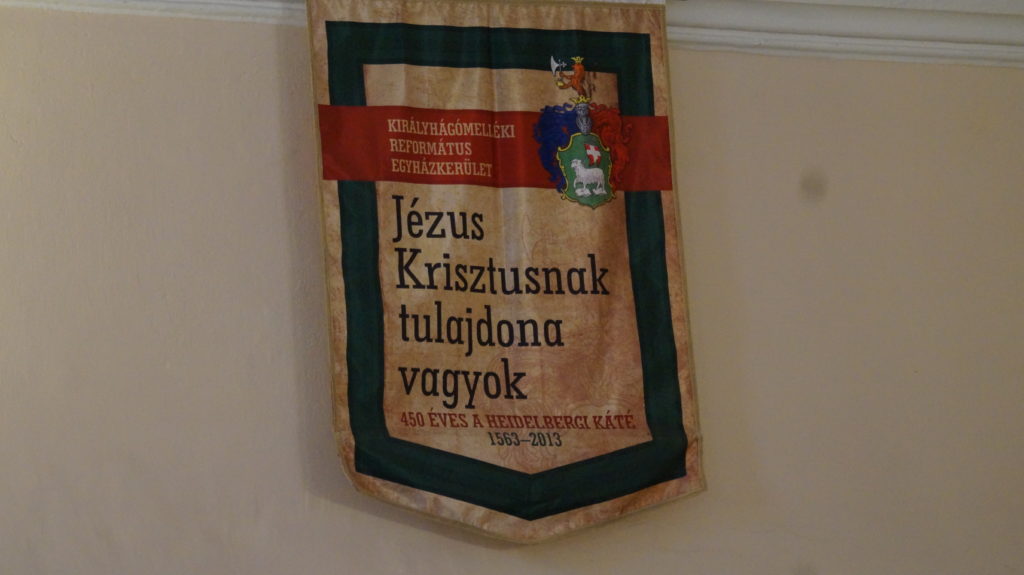 KIRÁLYHÁGÓMELLÉKI
REFORMÁTUS
EGYHÁZKERÜLET
Jézus
Krisztusnak
tulajdona
vagyok
450 ÉVES A HEIDELBERGI KÁTÉ
1563–2013